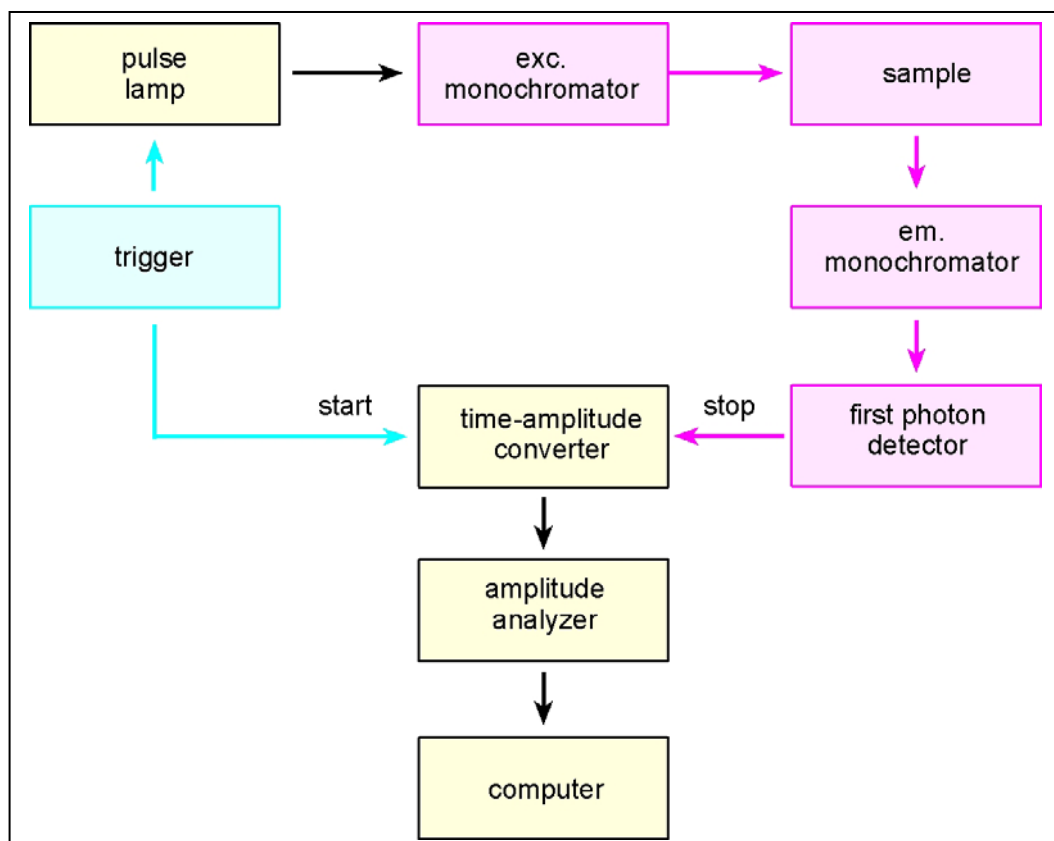 pulse
lamp
exc.
monochromator
sample
trigger
em.
monochromator
start
time-amplitude
converter
stop
first photon
detector
amplitude
analyzer
computer